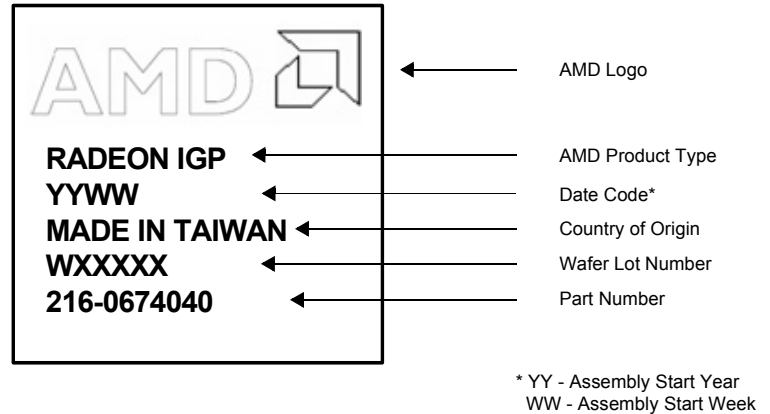 AMD
AMD Logo
RADEON IGP
AMD Product Type
YYWW
Date Code*
MADE IN TAIWAN
Country of Origin
WXXXXX
Wafer Lot Number
216-0674040
Part Number
* YY - Assembly Start Year
WW - Assembly Start Week